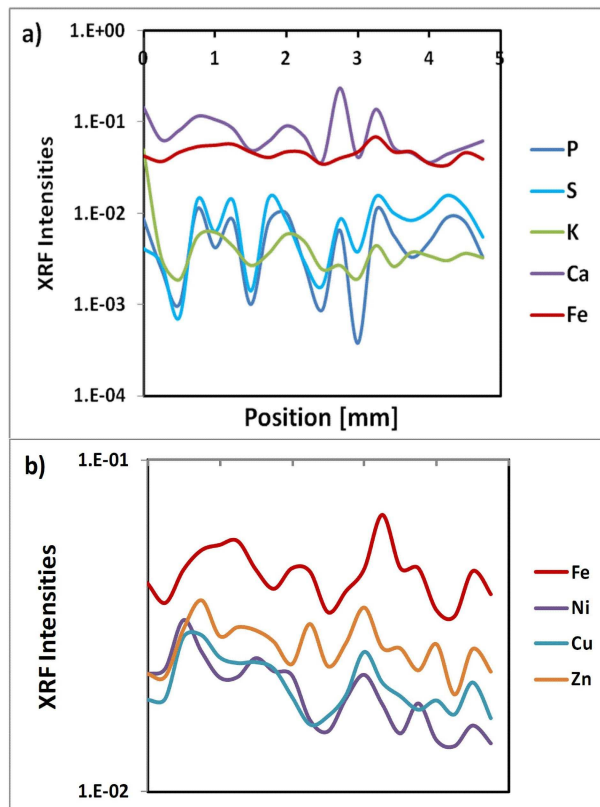 a)
1.E+00
0 1 2 3 4 5
1.E-01
1.E-02
1.E-03
1.E-04
XRF Intensities
Position [mm]
P
S
K
Ca
Fe
b)
1.E-01
1.E-02
XRF Intensities
Fe
Ni
Cu
Zn